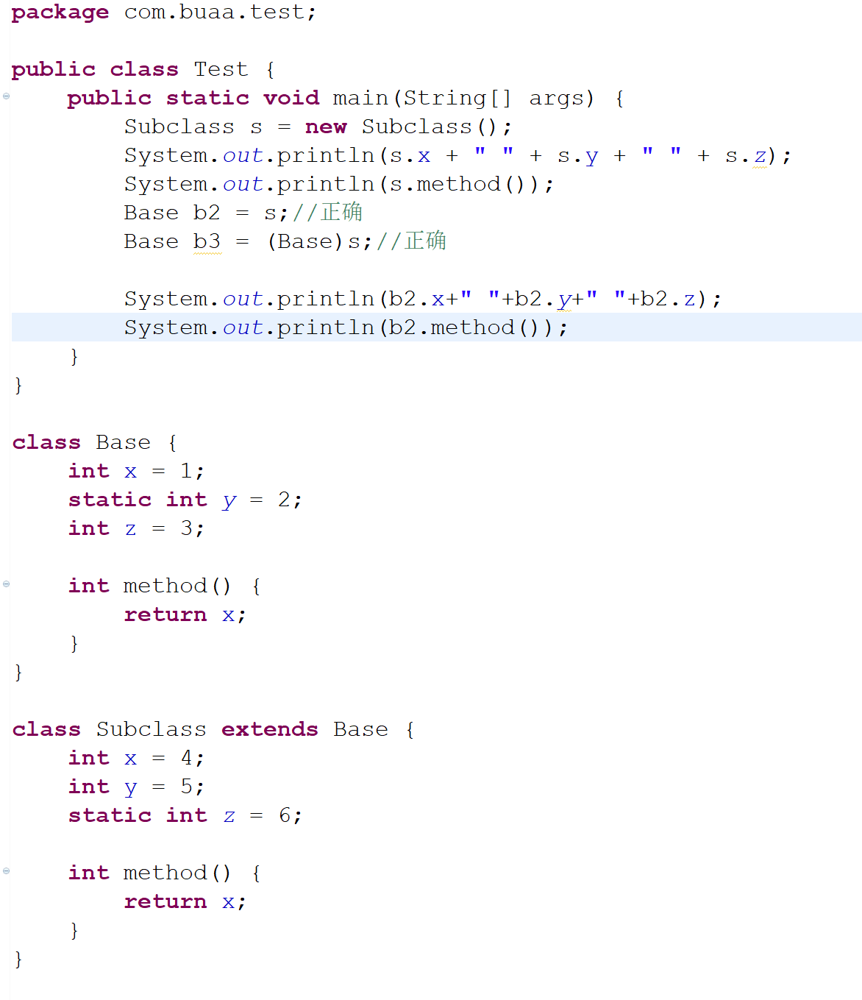 package com.buaa.test;
public class Test {
public static void main(String[] args) {
Subclass s = new Subclass();
System.out.println(s.x + " " + s.y + " " + s.z);
System.out.println(s.method());
Base b2 = s;//正确
Base b3 = (Base)s;//正确
System.out.println(b2.x+" "+b2.y+" "+b2.z);
System.out.println(b2.method());
}
}
class Base {
int x = 1;
static int y = 2;
int z = 3;
int method() {
return x;
}
}
class Subclass extends Base {
int x = 4;
int y = 5;
static int z = 6;
int method() {
return x;
}
}